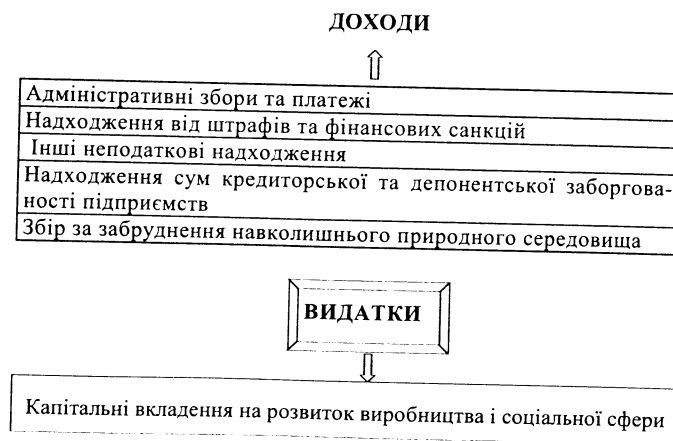 ДОХОДИ
Адміністративні збори та платежі
Надходження від штрафів та фінансових санкцій
Інші неподаткові надходження
Надходження сум кредиторської та депонентської заборгова-
ності підприємств
Збір за забруднення навколишнього природного середовища
ВИДАТКИ
Капітальні вкладення на розвиток виробництва і соціальної сфери